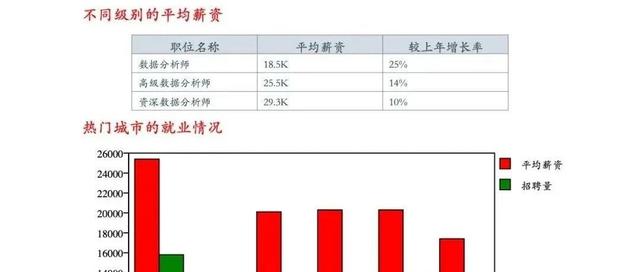 不同级别的平均薪资
职位名称 平均薪资 较上年增长率
数据分析师 18.5K 25%
高级数据分析师 25.5K 14%
资深数据分析师 29.3K 10%
热门城市的就业情况
26000
24000
22000
20000
18000
16000
14000
平均薪资
招聘量